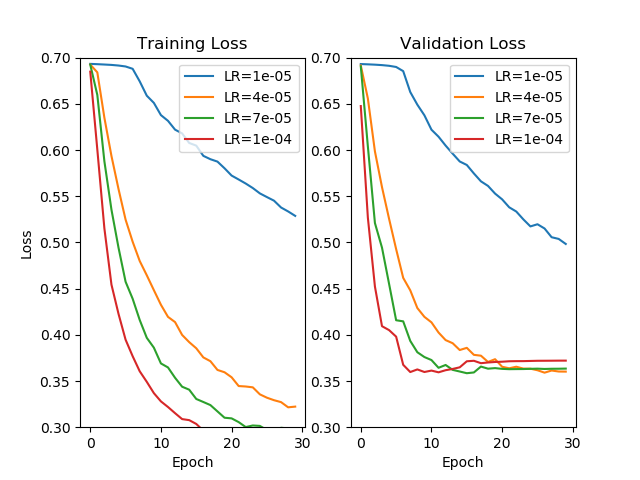 Training Loss
Loss
0.70
0.65
0.60
0.55
0.50
0.45
0.40
0.35
0.30
LR=1e-05
LR=4e-05
LR=7e-05
LR=1e-04
0
10
20
30
Epoch
Validation Loss
0.70
0.65
0.60
0.55
0.50
0.45
0.40
0.35
0.30
LR=1e-05
LR=4e-05
LR=7e-05
LR=1e-04
0
10
20
30
Epoch